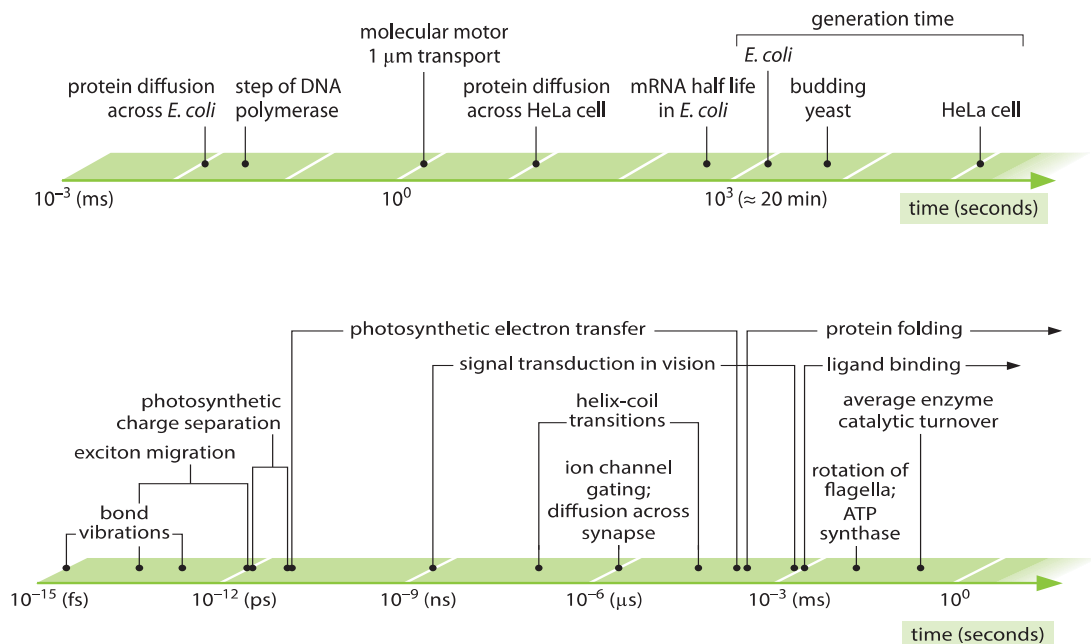 generation time
molecular motor
1 μm transport
E. coli
protein diffusion
across E. coli
step of DNA
polymerase
protein diffusion
across HeLa cell
mRNA half life
in E. coli
budding
yeast
HeLa cell
10⁻³ (ms)
10⁰
10³ (≈ 20 min)
time (seconds)
photosynthetic electron transfer
protein folding
signal transduction in vision
ligand binding
photosynthetic
charge separation
helix-coil
transitions
average enzyme
catalytic turnover
exciton migration
ion channel
gating;
diffusion across
synapse
rotation of
flagella;
ATP
synthase
bond
vibrations
10⁻¹⁵ (fs)
10⁻¹² (ps)
10⁻⁹ (ns)
10⁻⁶ (μs)
10⁻³ (ms)
10⁰
time (seconds)